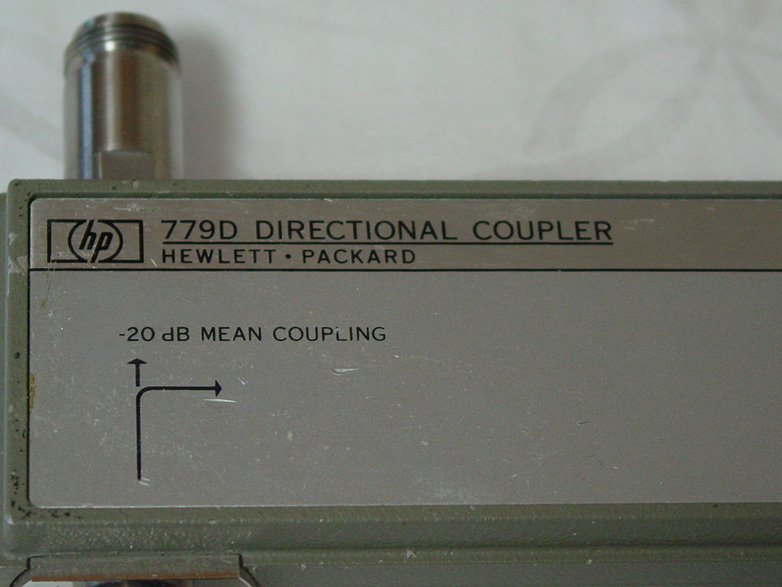 hp 779D DIRECTIONAL COUPLER
HEWLETT • PACKARD
-20 dB MEAN COUPLING